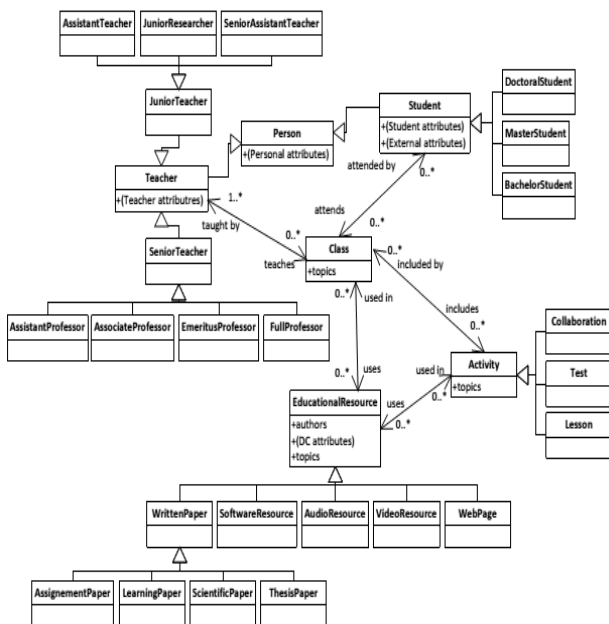 AssistantTeacher JuniorResearcher SeniorAssistantTeacher
JuniorTeacher
Student
+(Student attributes)
+(External attributes)
DoctoralStudent
MasterStudent
BachelorStudent
Person
+(Personal attributes)
Teacher
+(Teacher attributres)
attended by
0..*
1..*
taught by
attends
0..*
0..*
teaches
Class
+topics
0..*
included by
SeniorTeacher
AssistantProfessor AssociateProfessor EmeritusProfessor FullProfessor
0..*
used in
includes
0..*
Collaboration
Test
Lesson
Activity
+topics
uses
0..*
used in
0..*
uses
0..*
EducationalResource
+authors
+(DC attributes)
+topics
WrittenPaper SoftwareResource AudioResource VideoResource WebPage
AssignementPaper LearningPaper ScientificPaper ThesisPaper